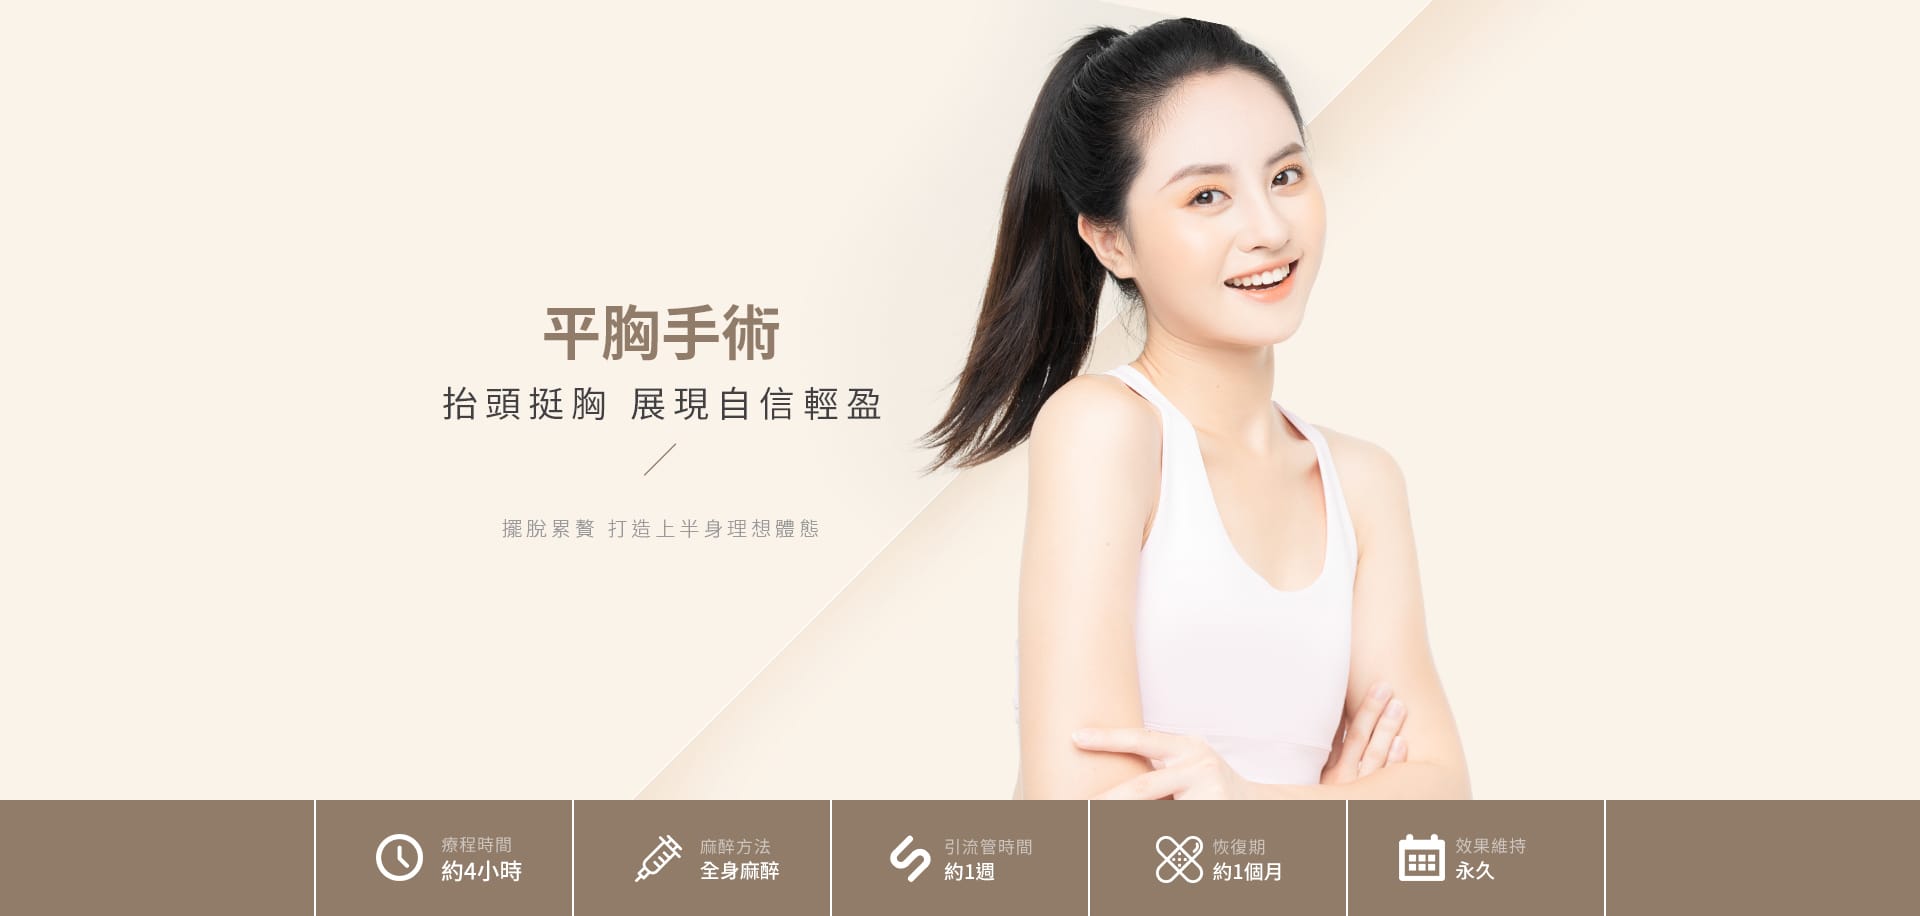 平胸手術
抬頭挺胸 展現自信輕盈
擺脫累贅 打造上半身理想體態
療程時間
約4小時
麻醉方法
全身麻醉
引流管時間
約1週
恢復期
約1個月
效果維持
永久